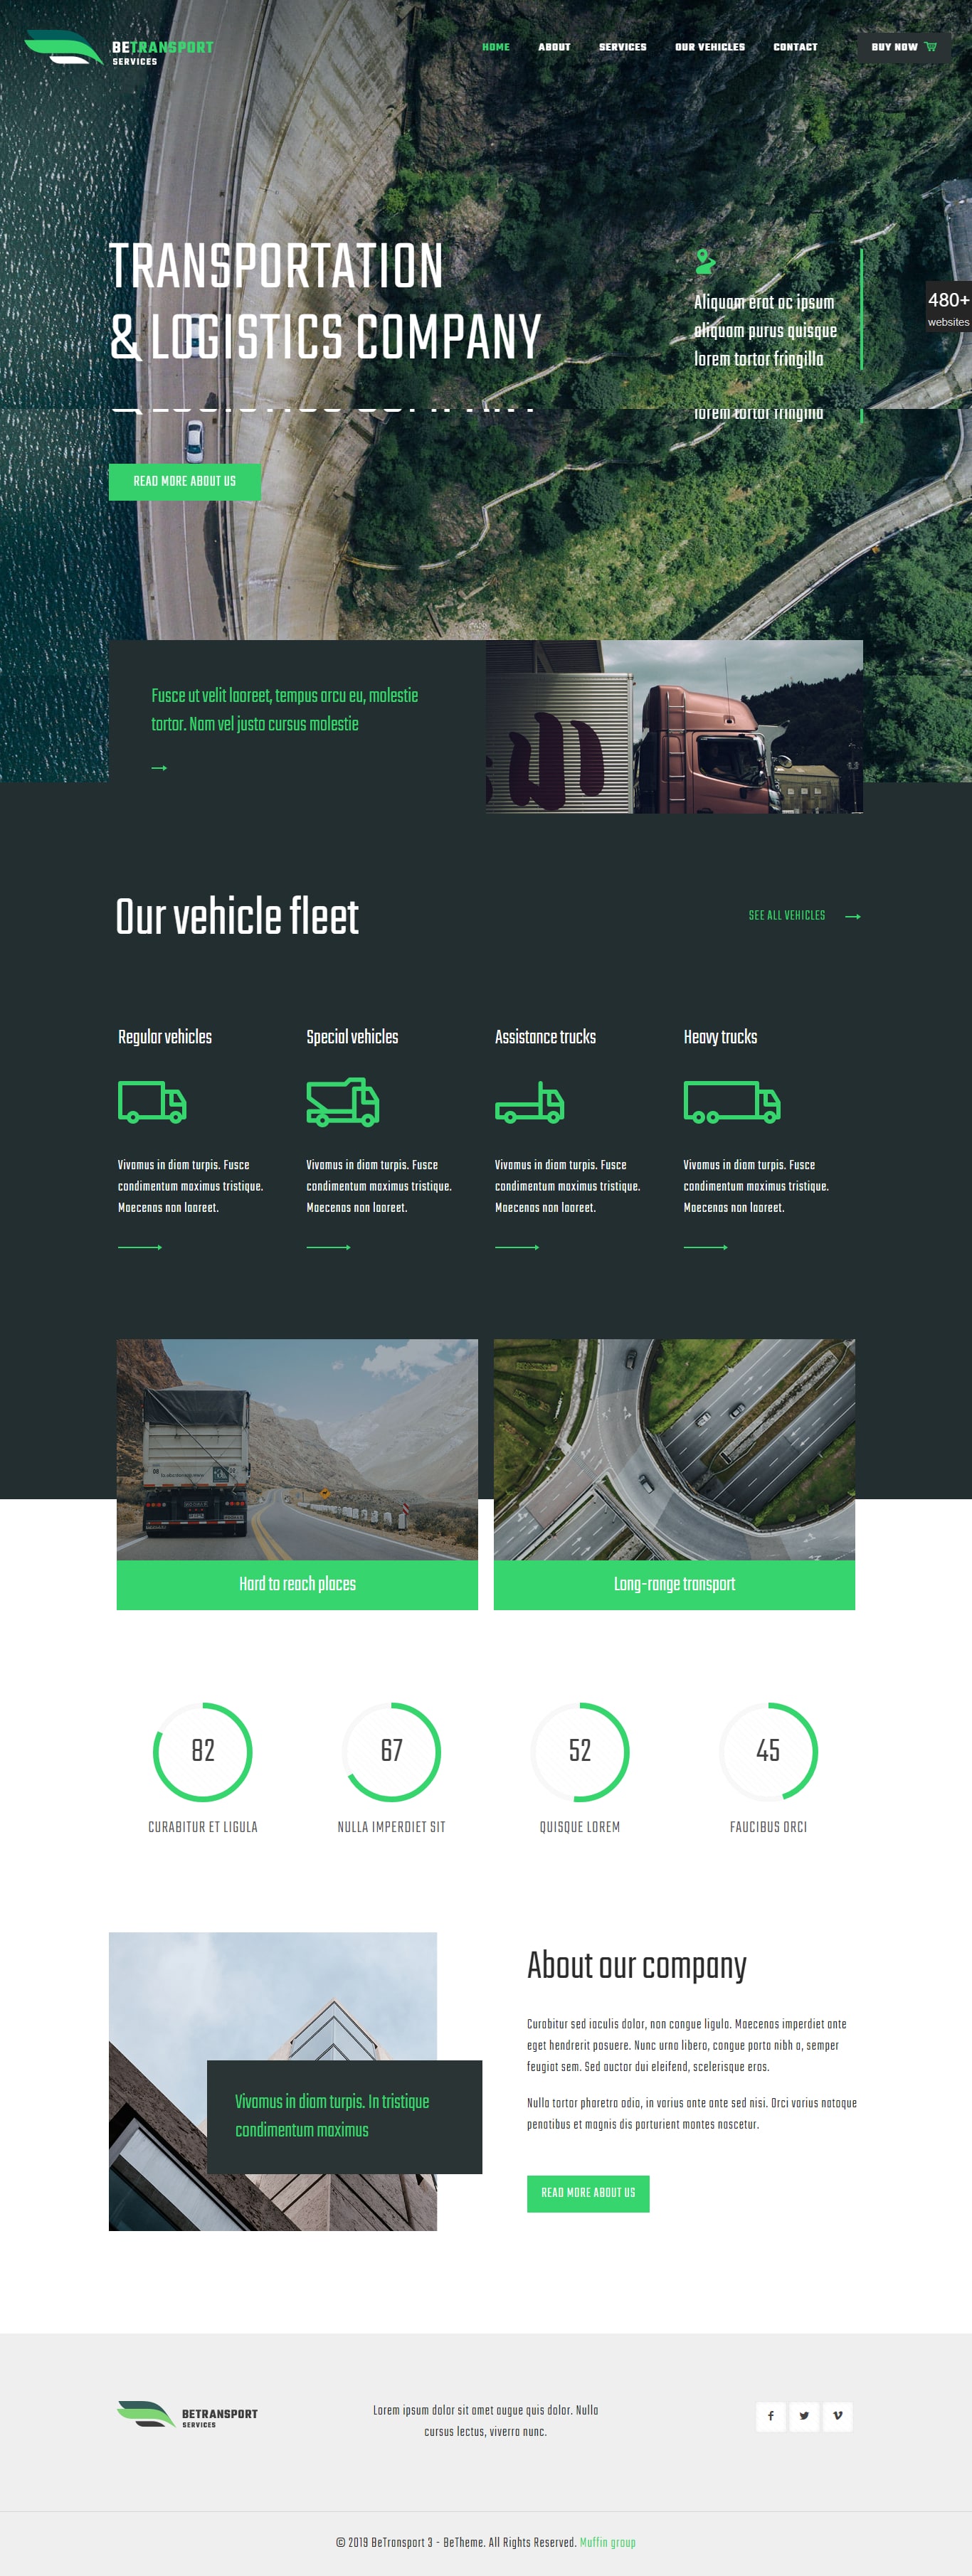 BETRANSPORT
SERVICES
HOME
ABOUT
SERVICES
OUR VEHICLES
CONTACT
BUY NOW
TRANSPORTATION
& LOGISTICS COMPANY
Aliquam erat ac ipsum
aliquam purus quisque
lorem tortor fringilla
480+
websites
lorem tortor fringilla
READ MORE ABOUT US
Fusce ut velit laoreet, tempus arcu eu, molestie
tortor. Nam vel justo cursus molestie
Our vehicle fleet
SEE ALL VEHICLES
Regular vehicles
Special vehicles
Assistance trucks
Heavy trucks
Vivamus in diam turpis. Fusce
condimentum maximus tristique.
Maecenas non laoreet.
Vivamus in diam turpis. Fusce
condimentum maximus tristique.
Maecenas non laoreet.
Vivamus in diam turpis. Fusce
condimentum maximus tristique.
Maecenas non laoreet.
Vivamus in diam turpis. Fusce
condimentum maximus tristique.
Maecenas non laoreet.
Hard to reach places
Long-range transport
82
67
52
45
CURABITUR ET LIGULA
NULLA IMPERDIET SIT
QUISQUE LOREM
FAUCIBUS ORCI
Vivamus in diam turpis. In tristique
condimentum maximus
About our company
Curabitur sed iaculis dolor, non congue ligula. Maecenas imperdiet ante
eget hendrerit posuere. Nunc urna libero, congue porta nibh a, semper
feugiat sem. Sed auctor dui eleifend, scelerisque eros.
Nulla tortor pharetra odio, in varius ante ante sed nisi. Orci varius natoque
penatibus et magnis dis parturient montes nascetur.
READ MORE ABOUT US
BETRANSPORT
SERVICES
Lorem ipsum dolor sit amet augue quis dolor. Nulla
cursus lectus, viverra nunc.
© 2019 BeTransport 3 - BeTheme. All Rights Reserved. Muffin group